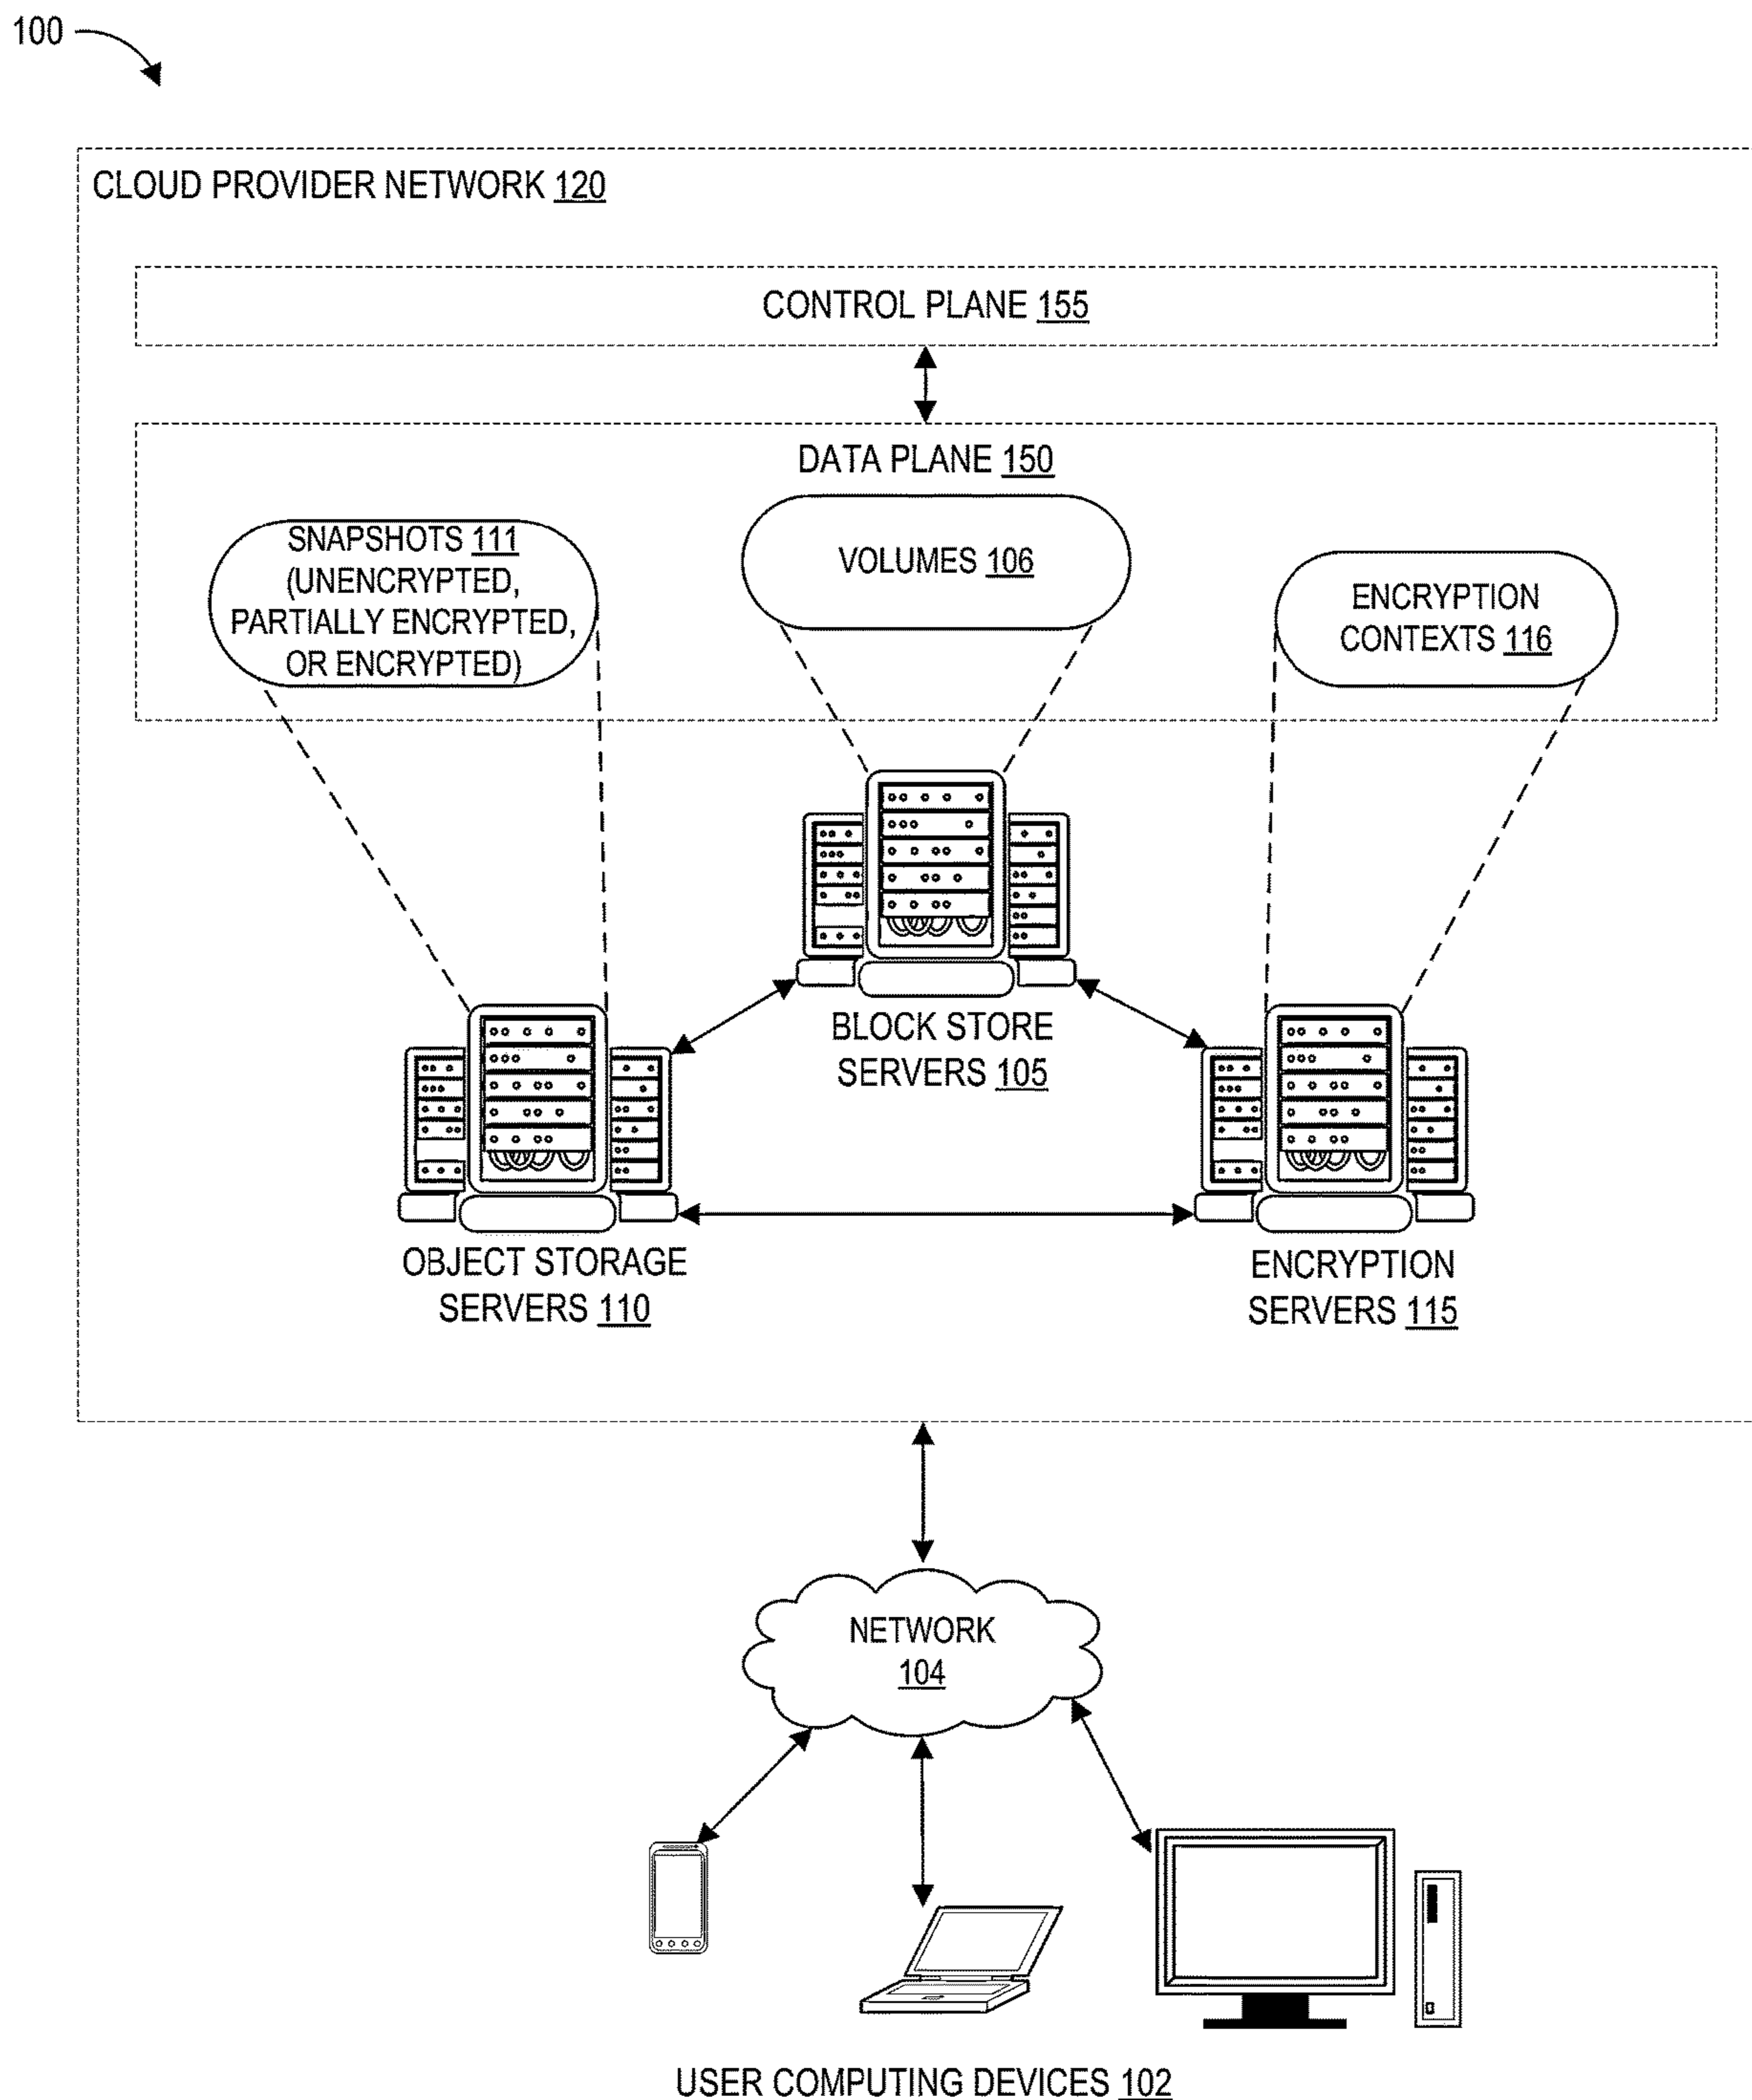 100
CLOUD PROVIDER NETWORK 120
CONTROL PLANE 155
DATA PLANE 150
SNAPSHOTS 111
(UNENCRYPTED,
PARTIALLY ENCRYPTED,
OR ENCRYPTED)
VOLUMES 106
ENCRYPTION
CONTEXTS 116
BLOCK STORE
SERVERS 105
OBJECT STORAGE
SERVERS 110
ENCRYPTION
SERVERS 115
NETWORK
104
USER COMPUTING DEVICES 102